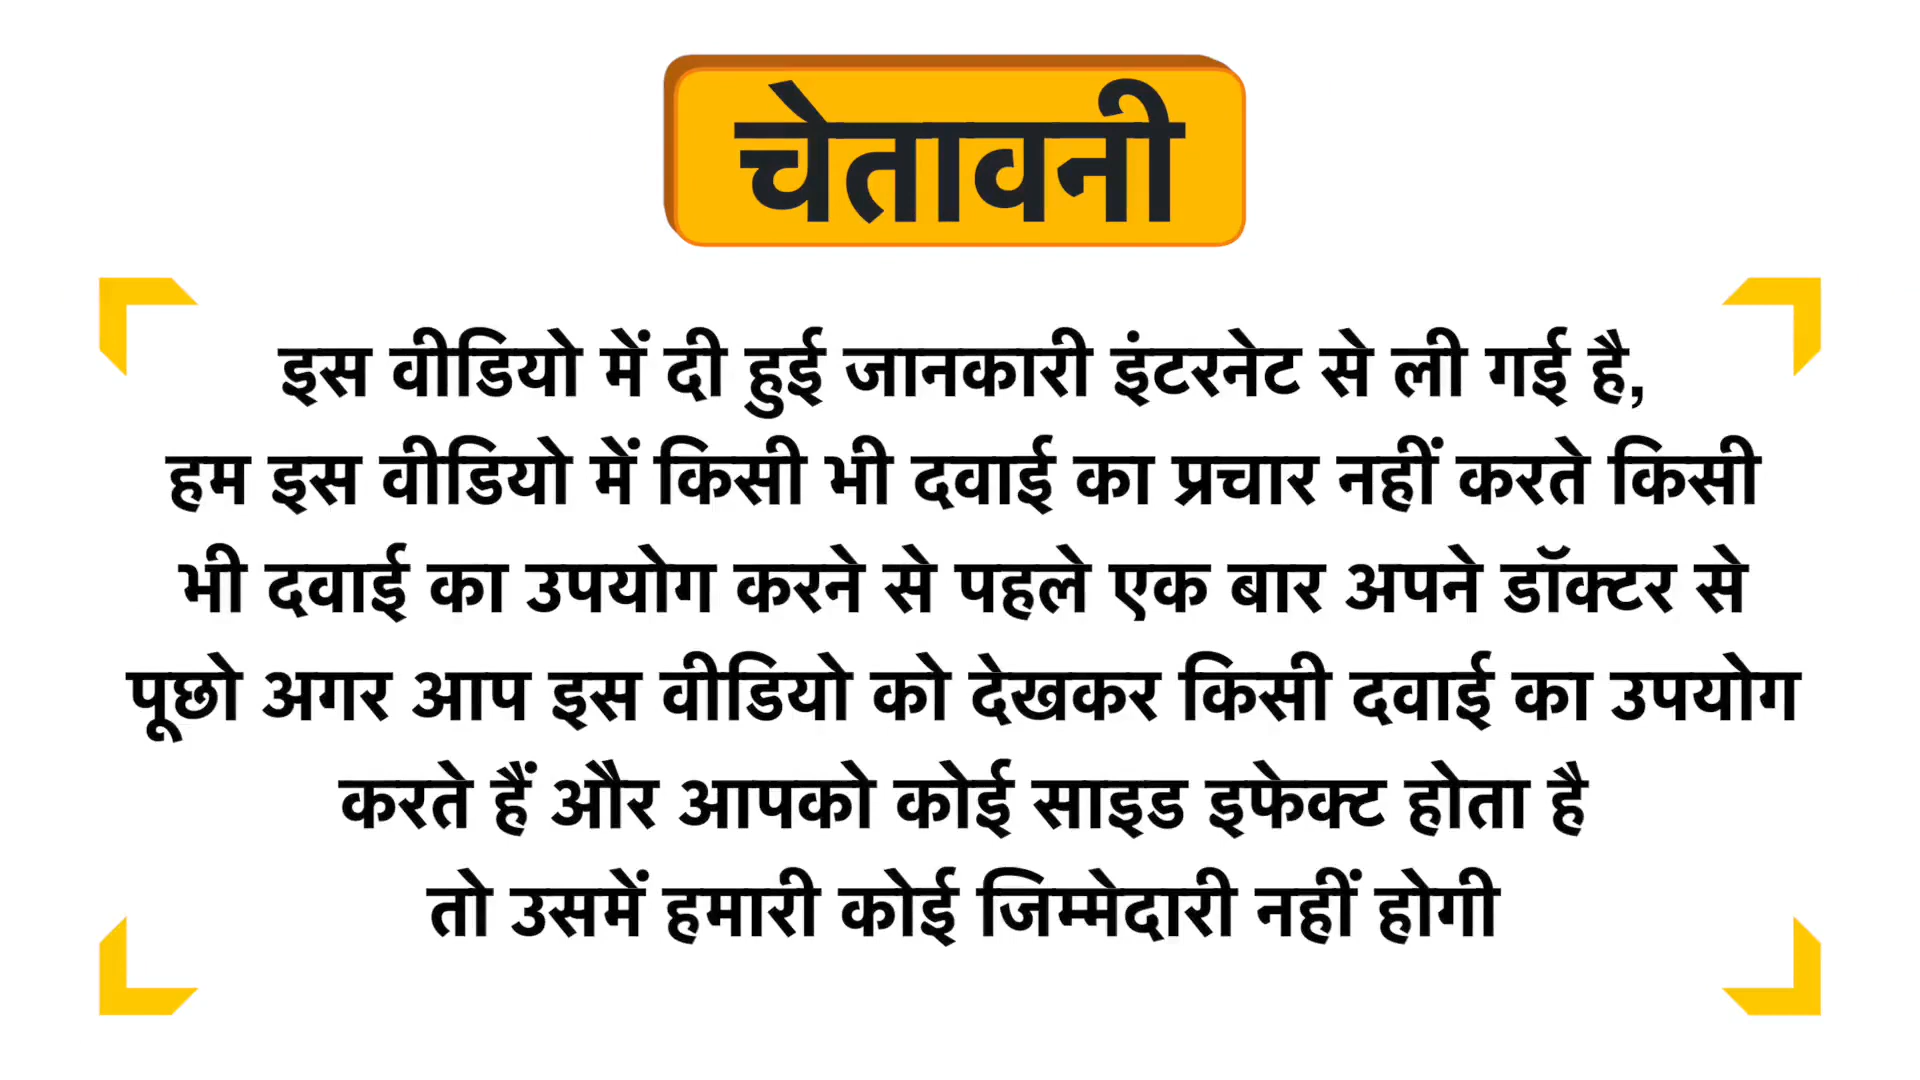 चेतावनी
इस वीडियो में दी हुई जानकारी इंटरनेट से ली गई है,
हम इस वीडियो में किसी भी दवाई का प्रचार नहीं करते किसी
भी दवाई का उपयोग करने से पहले एक बार अपने डॉक्टर से
पूछो अगर आप इस वीडियो को देखकर किसी दवाई का उपयोग
करते हैं और आपको कोई साइड इफेक्ट होता है
तो उसमें हमारी कोई जिम्मेदारी नहीं होगी